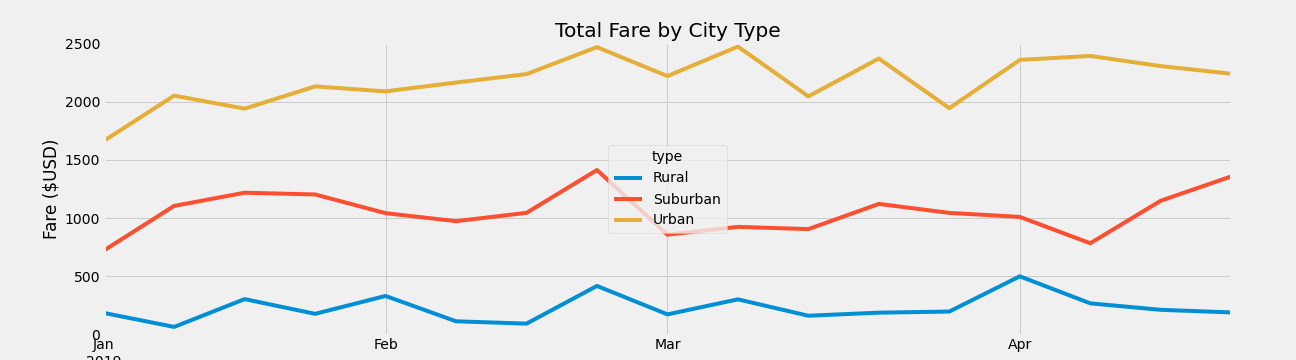 Total Fare by City Type
Fare ($USD)
2500
2000
1500
1000
500
0
type
Rural
Suburban
Urban
Jan Feb Mar Apr
2019